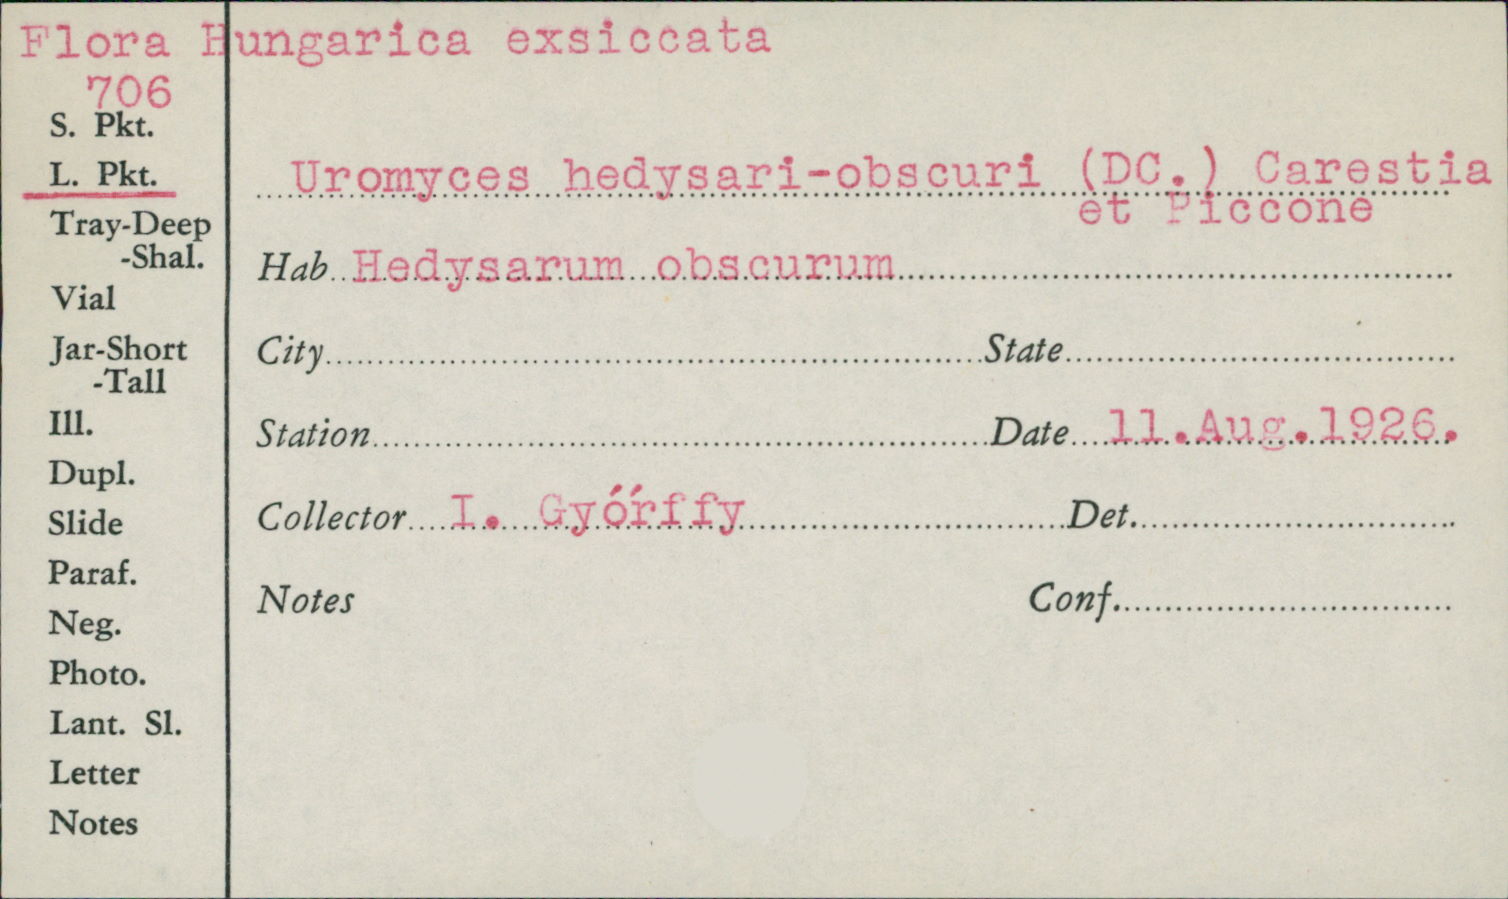 Flora Hungarica exsiccata
706
S. Pkt.
L. Pkt.
Tray-Deep
-Shal.
Vial
Jar-Short
-Tall
Ill.
Dupl.
Slide
Paraf.
Neg.
Photo.
Lant. Sl.
Letter
Notes
Uromyces hedysari-obscuri (DC.) Carestia
et Piccone
Hab. Hedysarum obscurum
City State
Station Date 11.Aug.1926.
Collector I. Gyórffy Det.
Notes Conf.